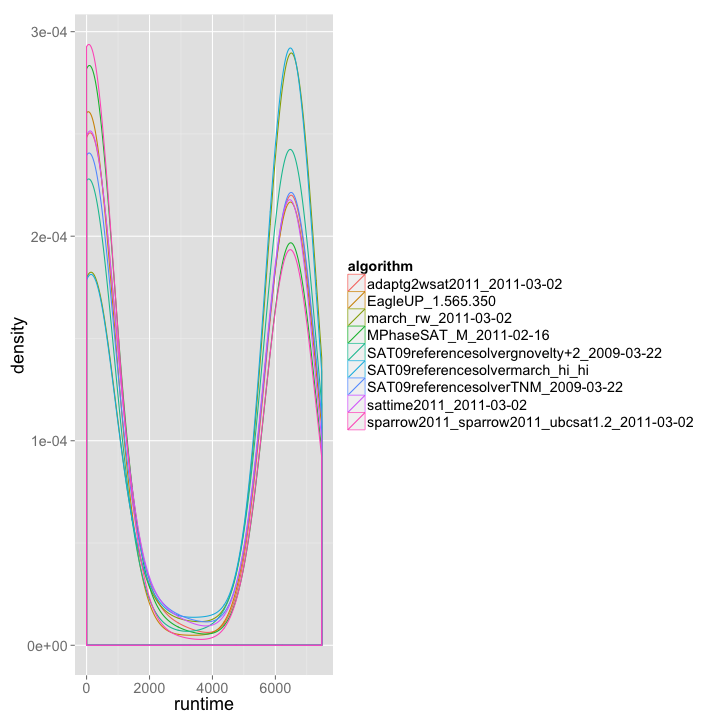 3e-04
2e-04
1e-04
0e+00
density
0
2000
4000
6000
runtime
algorithm
adaptg2wsat2011_2011-03-02
EagleUP_1.565.350
march_rw_2011-03-02
MPhaseSAT_M_2011-02-16
SAT09referencesolvergnovelty+2_2009-03-22
SAT09referencesolvermarch_hi_hi
SAT09referencesolverTNM_2009-03-22
sattime2011_2011-03-02
sparrow2011_sparrow2011_ubcsat1.2_2011-03-02